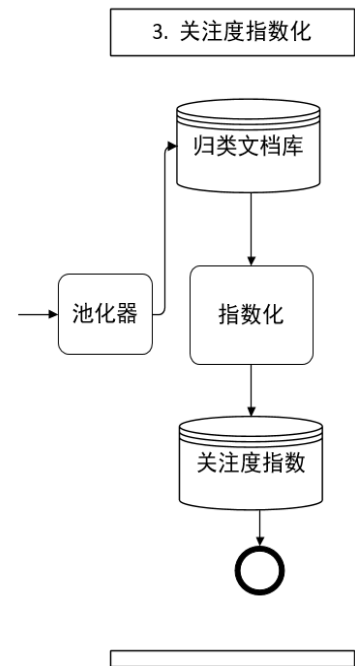 3. 关注度指数化
归类文档库
池化器
指数化
关注度指数